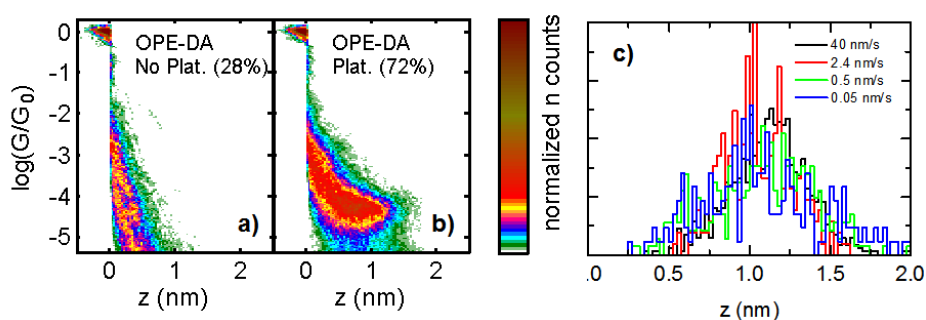 OPE-DA
No Plat. (28%)
OPE-DA
Plat. (72%)
log(G/G0)
0
-1
-2
-3
-4
-5
a)
b)
0
1
2
0
1
2
z (nm)
z (nm)
normalized n counts
c)
40 nm/s
2.4 nm/s
0.5 nm/s
0.05 nm/s
.0
0.5
1.0
1.5
2.0
z (nm)